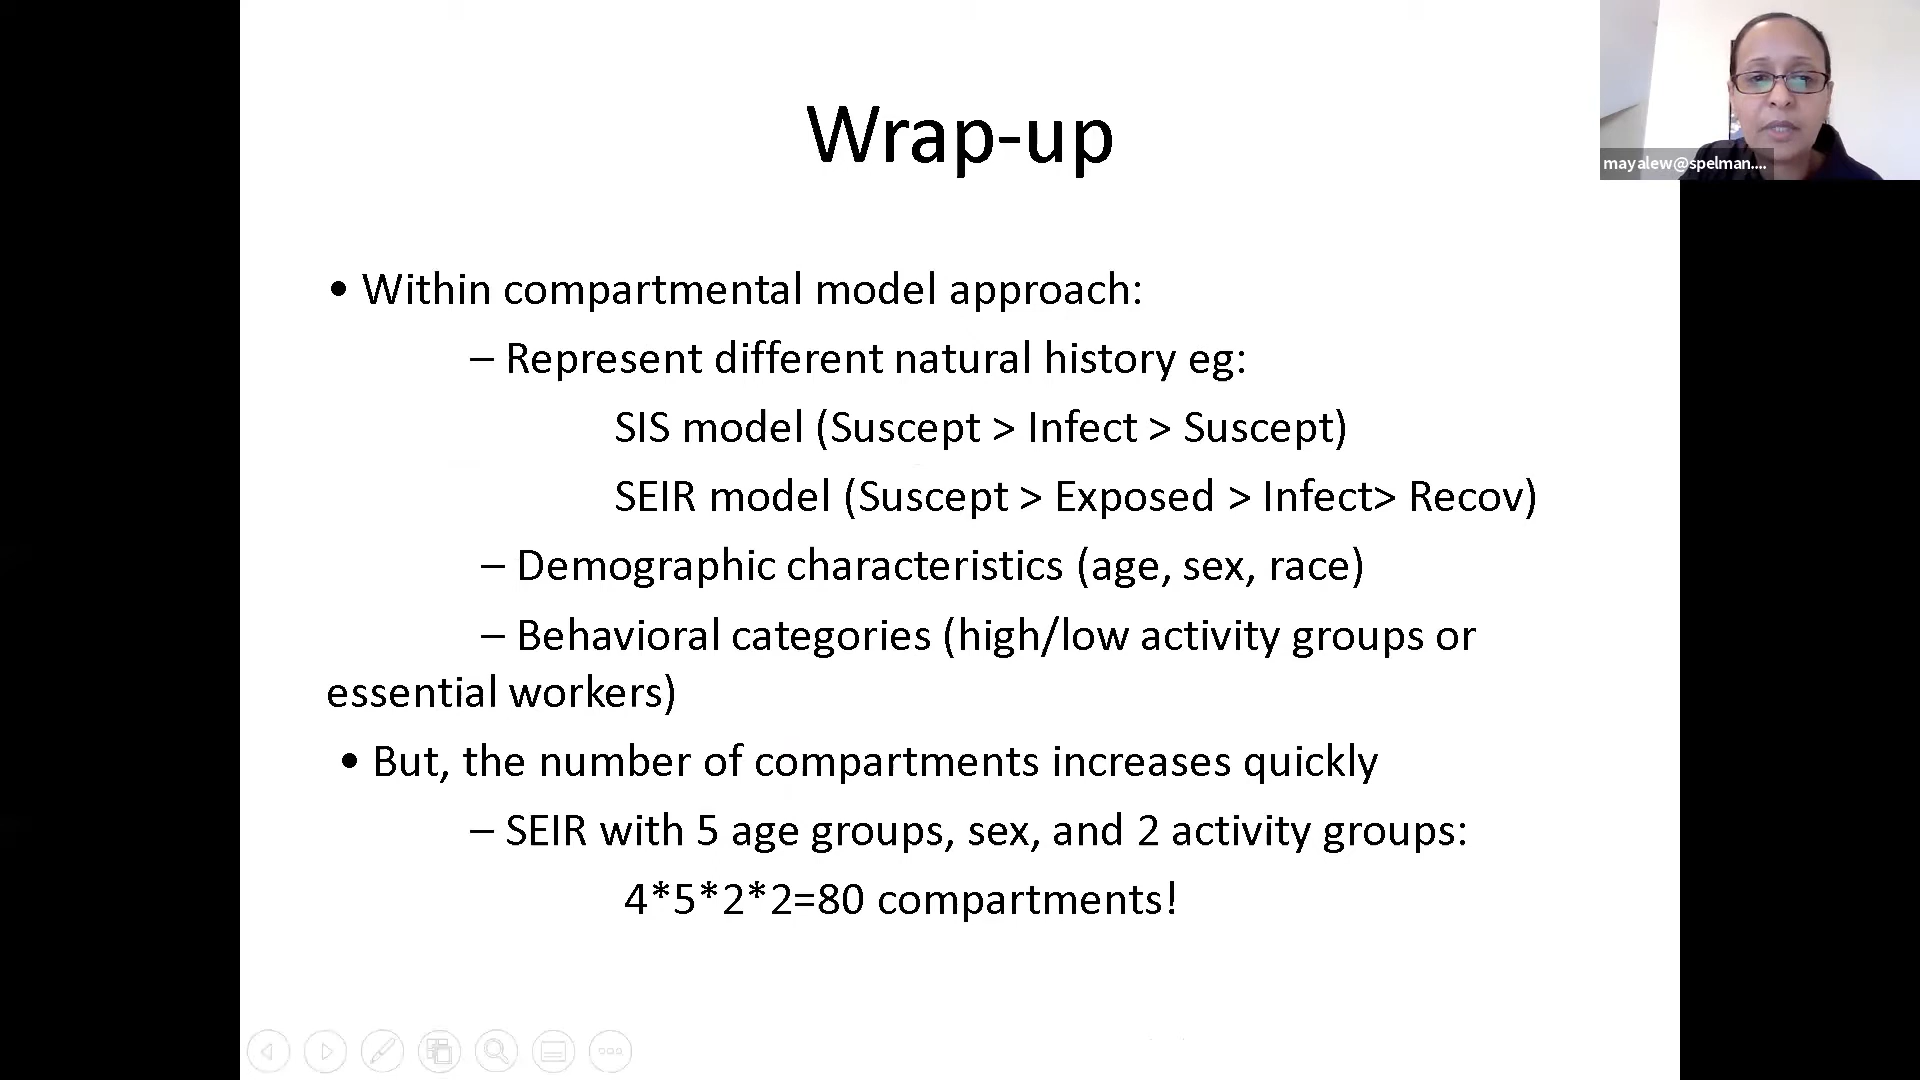 Wrap-up
mayalew@spelman....
• Within compartmental model approach:
– Represent different natural history eg:
SIS model (Suscept > Infect > Suscept)
SEIR model (Suscept > Exposed > Infect> Recov)
– Demographic characteristics (age, sex, race)
– Behavioral categories (high/low activity groups or
essential workers)
• But, the number of compartments increases quickly
– SEIR with 5 age groups, sex, and 2 activity groups:
4*5*2*2=80 compartments!